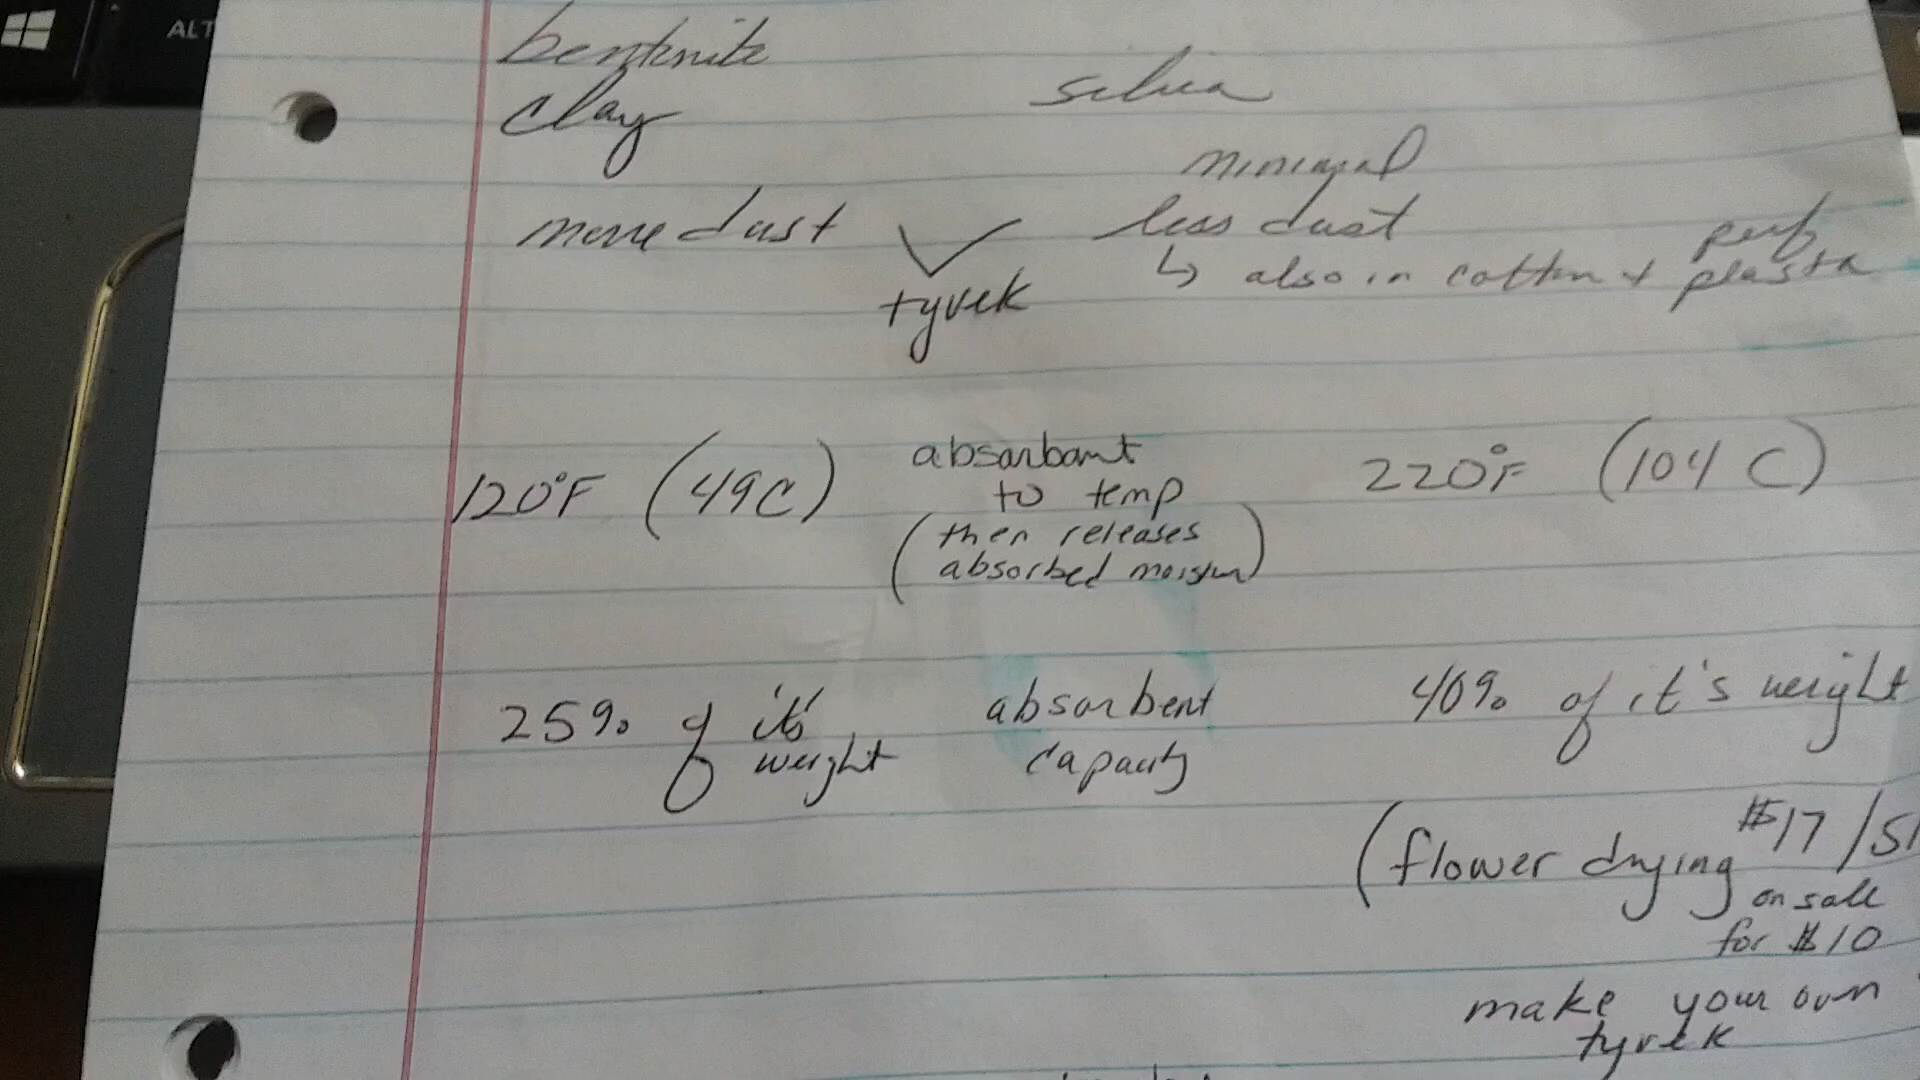 ALT
bentonite
clay
silica
minimal
more dust
less dust
tyvek
↳ also in cotton + perf plastic
120°F (49C)
absorbant
to temp
(then releases
absorbed moisture)
220°F (104 C)
25% of it's
weight
absorbent
capacity
40% of it's weight
(flower drying $17/5
on sale
for $10
make your own
tyvek